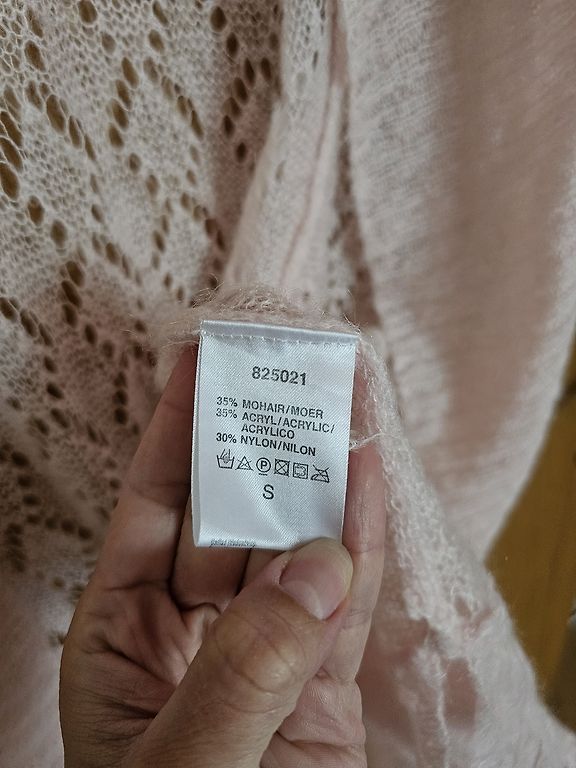 825021
35% MOHAIR/MOER
35% ACRYL/ACRYLIC/
ACRYLICO
30% NYLON/NILON
P
S